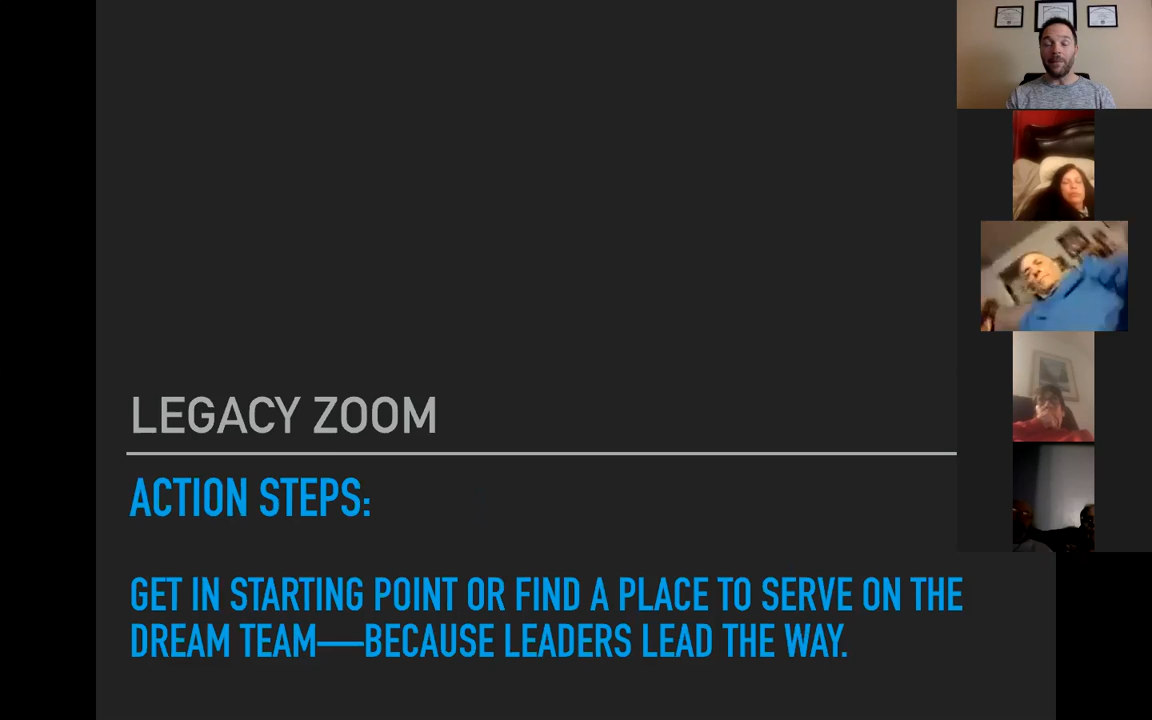 LEGACY ZOOM
ACTION STEPS:
GET IN STARTING POINT OR FIND A PLACE TO SERVE ON THE
DREAM TEAM—BECAUSE LEADERS LEAD THE WAY.